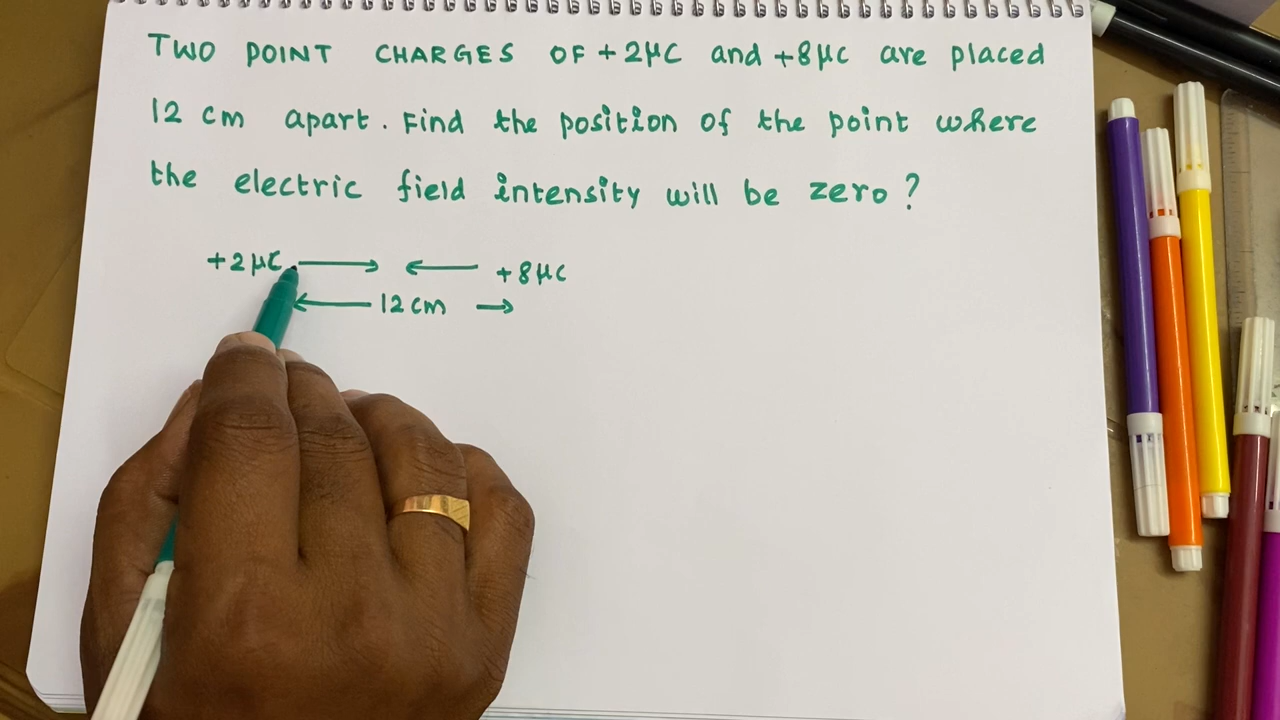 TWO POINT CHARGES OF +2μC and +8μc are placed
12 cm apart. Find the position of the point where
the electric field intensity will be zero?
+2μC +8μC
12 cm